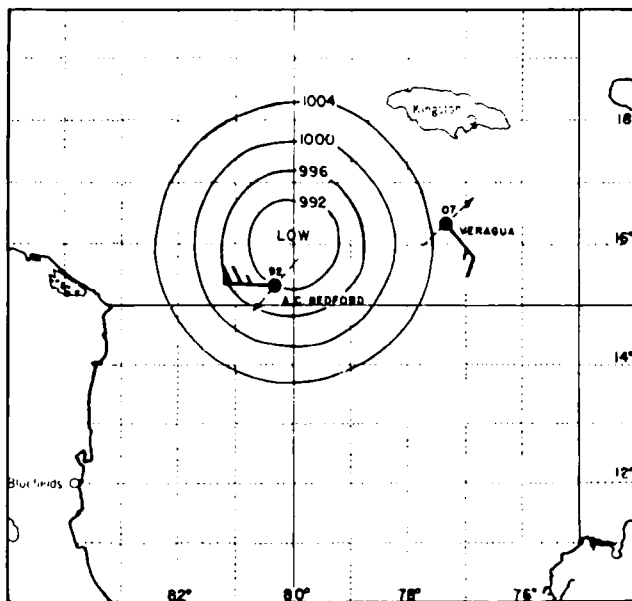 1004
Kingston
18
1000
996
992
07
VERAGUA
LOW
16°
92
A.C. BEDFORD
14°
12°
Bluefields
82°
80°
78°
76°